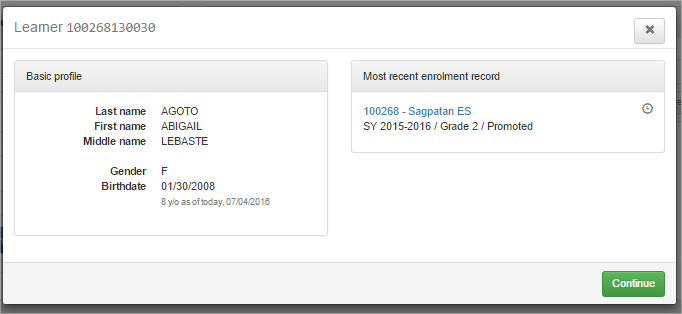 Learner 100268130030
Basic profile
Last name AGOTO
First name ABIGAIL
Middle name LEBASTE
Gender F
Birthdate 01/30/2008
8 y/o as of today, 07/04/2016
Most recent enrolment record
100268 - Sagpatan ES
SY 2015-2016 / Grade 2 / Promoted
Continue